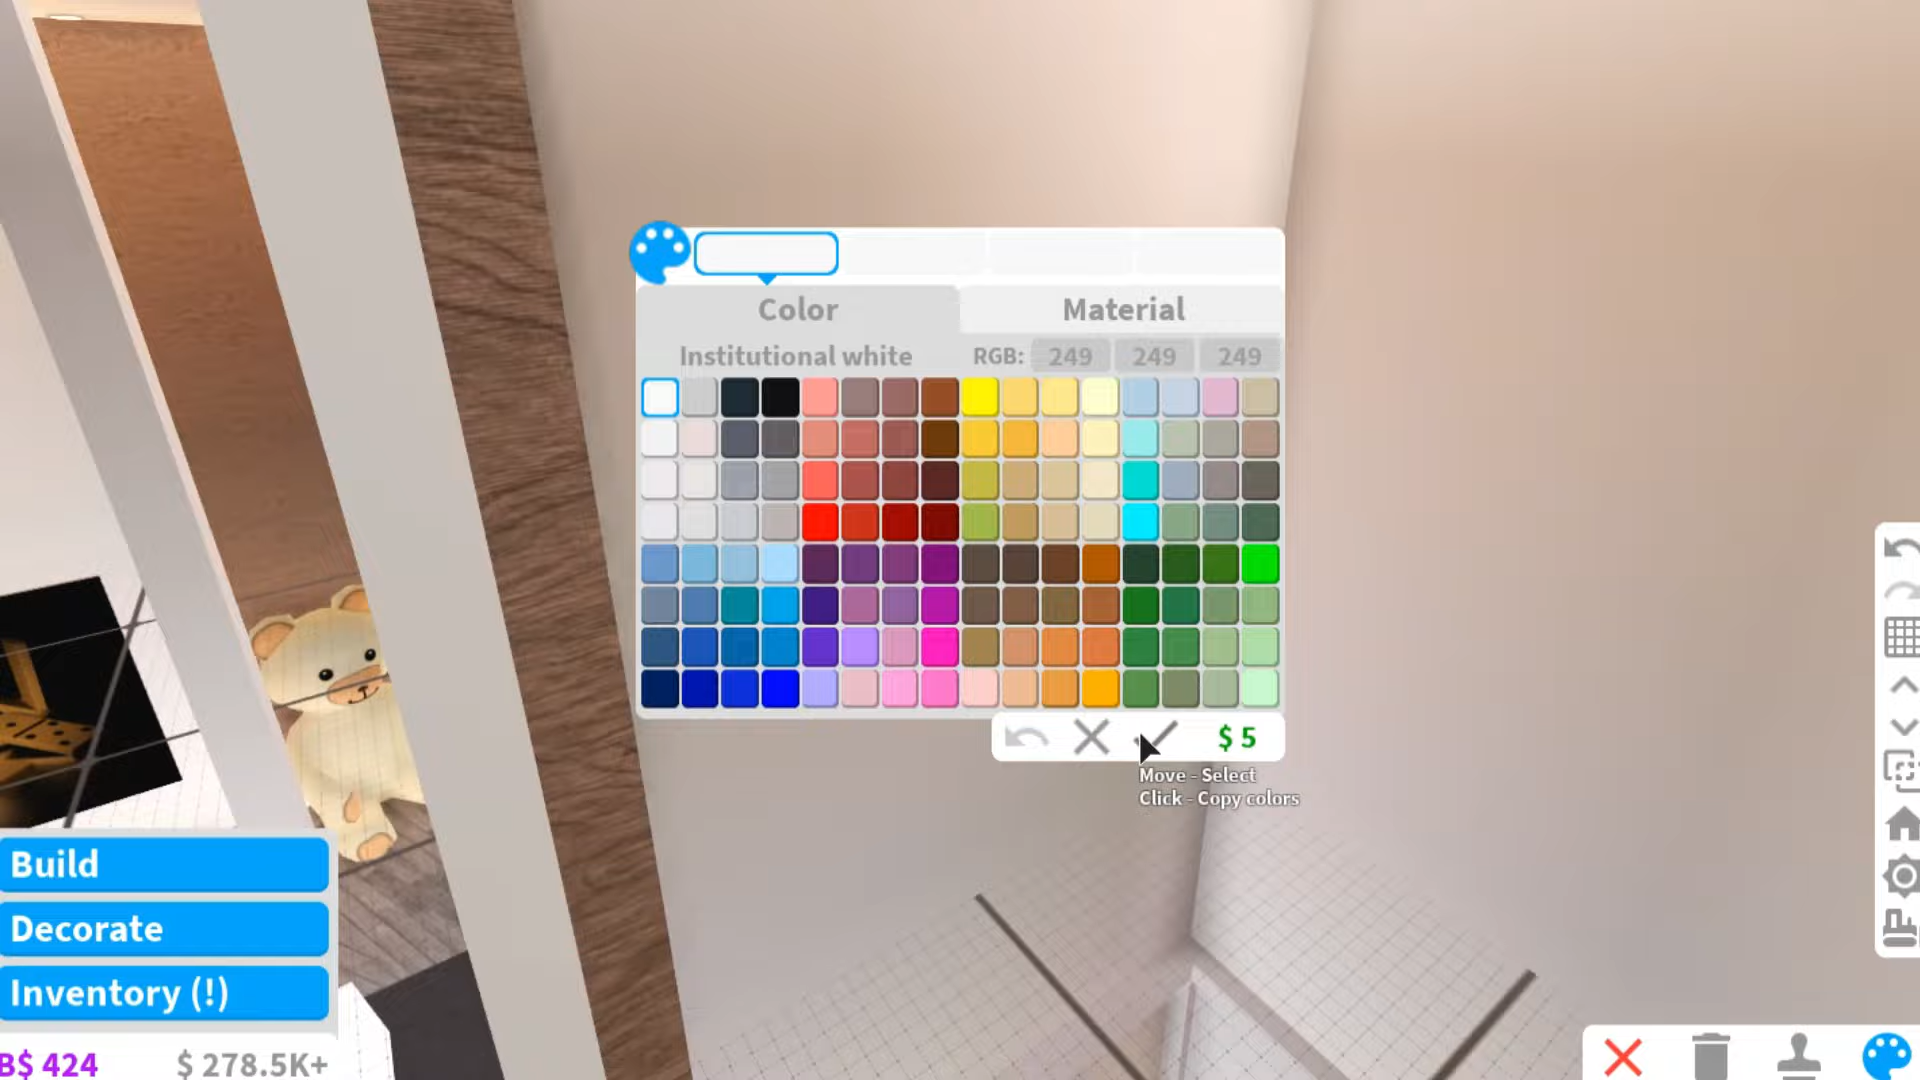 Color
Material
Institutional white
RGB: 249 249 249
$ 5
Move - Select
Click - Copy colors
Build
Decorate
Inventory (!)
B$ 424
$ 278.5K+